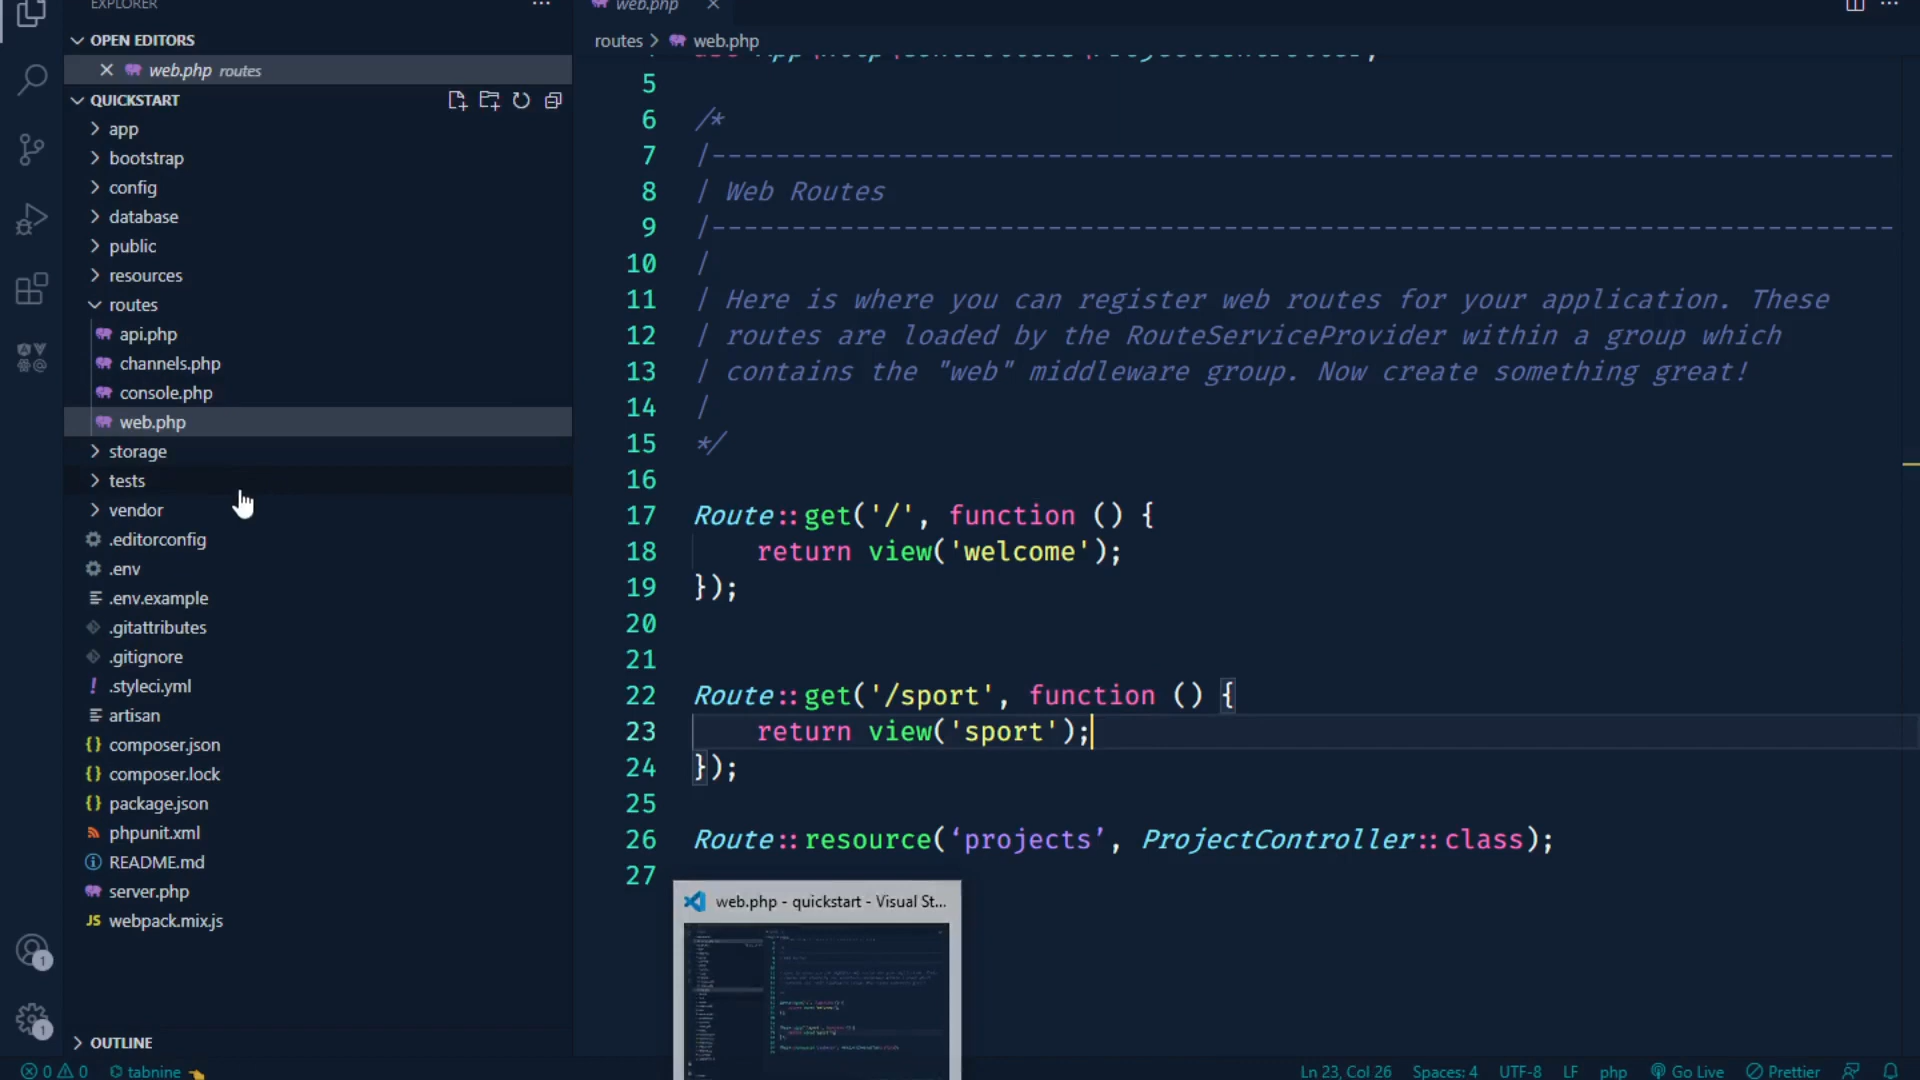 EXPLORER
OPEN EDITORS
web.php routes
QUICKSTART
app
bootstrap
config
database
public
resources
routes
api.php
channels.php
console.php
web.php
storage
tests
vendor
.editorconfig
.env
.env.example
.gitattributes
.gitignore
.styleci.yml
artisan
composer.json
composer.lock
package.json
phpunit.xml
README.md
server.php
webpack.mix.js
OUTLINE
web.php
routes > web.php
5
6 /*
7 |--------------------------------------------------------------------------
8 | Web Routes
9 |--------------------------------------------------------------------------
10 |
11 | Here is where you can register web routes for your application. These
12 | routes are loaded by the RouteServiceProvider within a group which
13 | contains the "web" middleware group. Now create something great!
14 |
15 */
16
17 Route::get('/', function () {
18 return view('welcome');
19 });
20
21
22 Route::get('/sport', function () {
23 return view('sport');
24 });
25
26 Route::resource(‘projects’, ProjectController::class);
27
web.php - quickstart - Visual St...
1
1
0 0 tabnine
Ln 23, Col 26 Spaces: 4 UTF-8 LF php Go Live Prettier